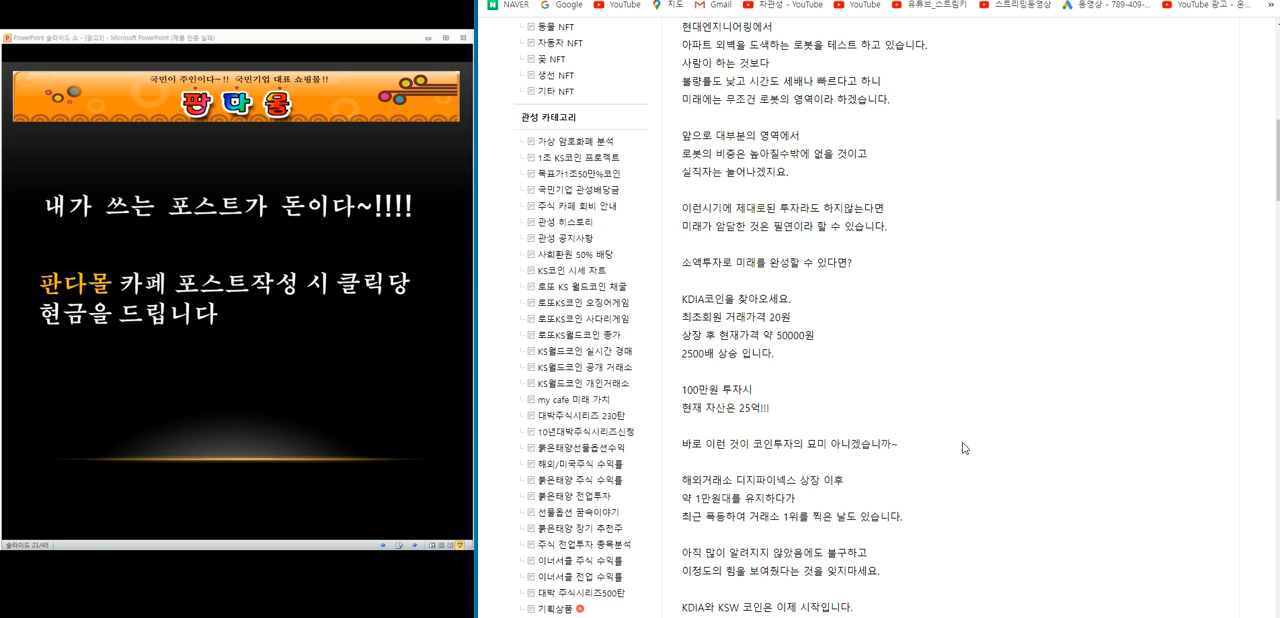 PowerPoint 슬라이드 쇼 - [광고3] - Microsoft PowerPoint (제품 인증 실패)
국민이 주인이다~!! 국민기업 대표 쇼핑몰!!
판다몰
내가 쓰는 포스트가 돈이다~!!!!
판다몰 카페 포스트작성 시 클릭당
현금을 드립니다
슬라이드 21/45
NAVER
Google
YouTube
지도
Gmail
자관성 - YouTube
YouTube
유튜브_스트림키
스트리밍동영상
동영상 - 789-409-...
YouTube 광고 - 온...
동물 NFT
자동차 NFT
꽃 NFT
생선 NFT
기타 NFT
관성 카테고리
가상 암호화폐 분석
1조 KS코인 프로젝트
목표가1조50만%코인
국민기업 관성배당금
주식 카페 회비 안내
관성 히스토리
관성 공지사항
사회환원 50% 배당
KS코인 시세 차트
로또 KS 월드코인 채굴
로또KS코인 오징어게임
로또KS코인 사다리게임
로또KS월드코인 종가
KS월드코인 실시간 경매
KS월드코인 공개 거래소
KS월드코인 개인거래소
my cafe 미래 가치
대박주식시리즈 230탄
10년대박주식시리즈신청
붉은태양선물옵션수익
해외/미국주식 수익률
붉은태양 주식 수익률
붉은태양 전업투자
선물옵션 꿈속이야기
붉은태양 장기 추천주
주식 전업투자 종목분석
이너서클 주식 수익률
이너서클 전업 수익률
대박 주식시리즈500탄
기획상품
현대엔지니어링에서
아파트 외벽을 도색하는 로봇을 테스트 하고 있습니다.
사람이 하는 것보다
불량률도 낮고 시간도 세배나 빠르다고 하니
미래에는 무조건 로봇의 영역이라 하겠습니다.
앞으로 대부분의 영역에서
로봇의 비중은 높아질수밖에 없을 것이고
실직자는 늘어나겠지요.
이런시기에 제대로된 투자라도 하지않는다면
미래가 암담한 것은 필연이라 할 수 있습니다.
소액투자로 미래를 완성할 수 있다면?
KDIA코인을 찾아오세요.
최조회원 거래가격 20원
상장 후 현재가격 약 50000원
2500배 상승 입니다.
100만원 투자시
현재 자산은 25억!!!
바로 이런 것이 코인투자의 묘미 아니겠습니까~
해외거래소 디지파이넥스 상장 이후
약 1만원대를 유지하다가
최근 폭등하여 거래소 1위를 찍은 날도 있습니다.
아직 많이 알려지지 않았음에도 불구하고
이정도의 힘을 보여줬다는 것을 잊지마세요.
KDIA와 KSW 코인은 이제 시작입니다.